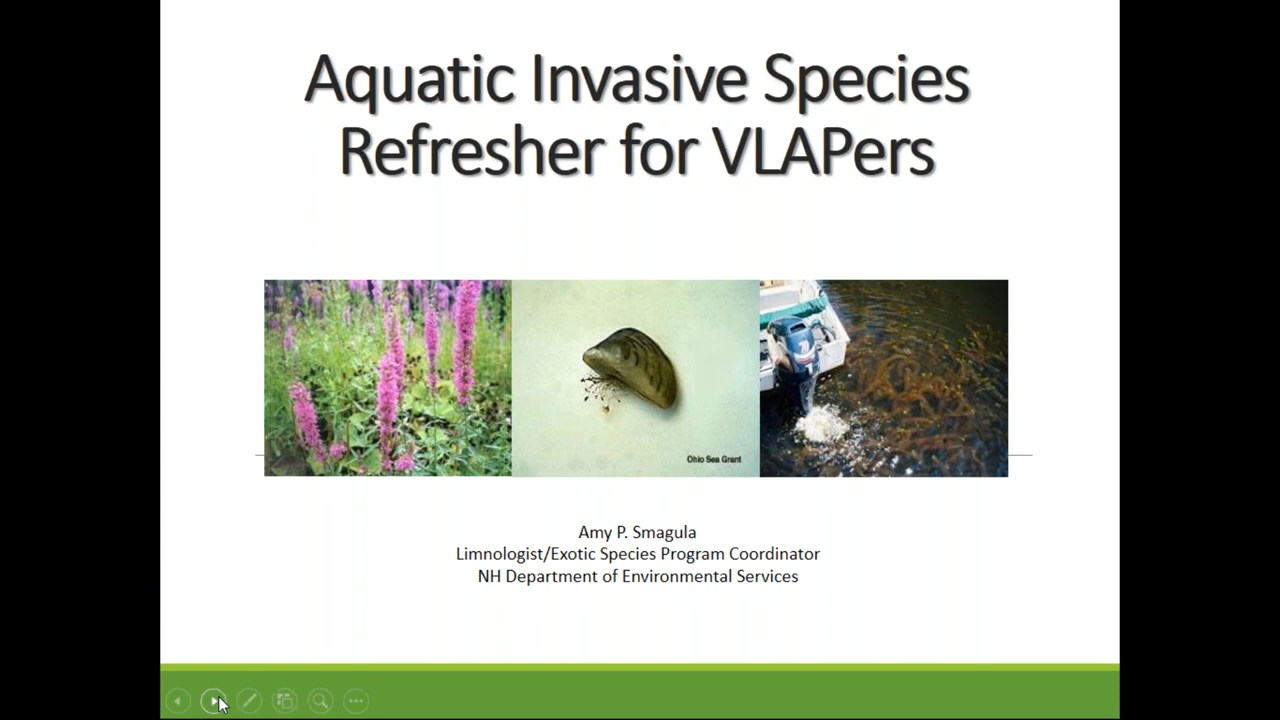 Aquatic Invasive Species
Refresher for VLAPers
Ohio Sea Grant
Amy P. Smagula
Limnologist/Exotic Species Program Coordinator
NH Department of Environmental Services